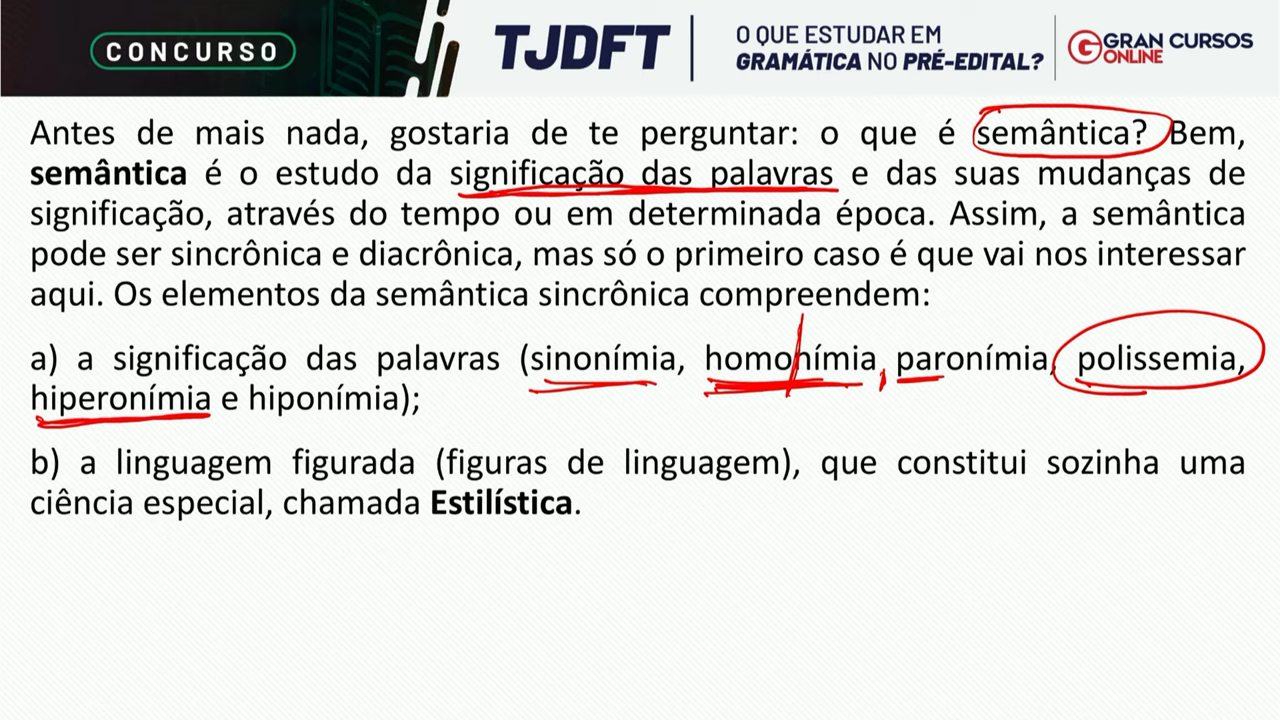 CONCURSO
TJDFT
O QUE ESTUDAR EM
GRAMÁTICA NO PRÉ-EDITAL?
GRAN CURSOS
ONLINE
Antes de mais nada, gostaria de te perguntar: o que é semântica? Bem,
semântica é o estudo da significação das palavras e das suas mudanças de
significação, através do tempo ou em determinada época. Assim, a semântica
pode ser sincrônica e diacrônica, mas só o primeiro caso é que vai nos interessar
aqui. Os elementos da semântica sincrônica compreendem:
a) a significação das palavras (sinonímia, homonímia, paronímia, polissemia,
hiperonímia e hiponímia);
b) a linguagem figurada (figuras de linguagem), que constitui sozinha uma
ciência especial, chamada Estilística.